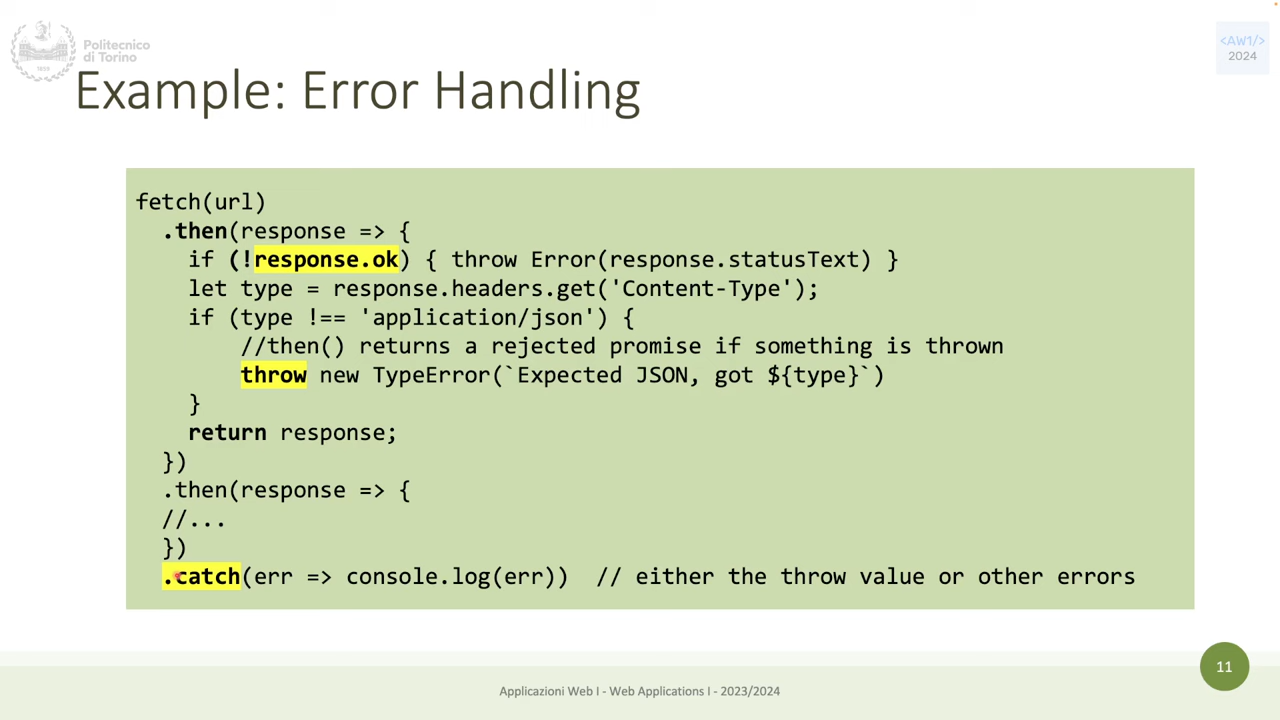 Politecnico
di Torino
1859
<AW1/>
2024
Example: Error Handling
fetch(url)
  .then(response => {
    if (!response.ok) { throw Error(response.statusText) }
    let type = response.headers.get('Content-Type');
    if (type !== 'application/json') {
        //then() returns a rejected promise if something is thrown
        throw new TypeError(`Expected JSON, got ${type}`)
    }
    return response;
  })
  .then(response => {
  //...
  })
  .catch(err => console.log(err))  // either the throw value or other errors
11
Applicazioni Web I - Web Applications I - 2023/2024